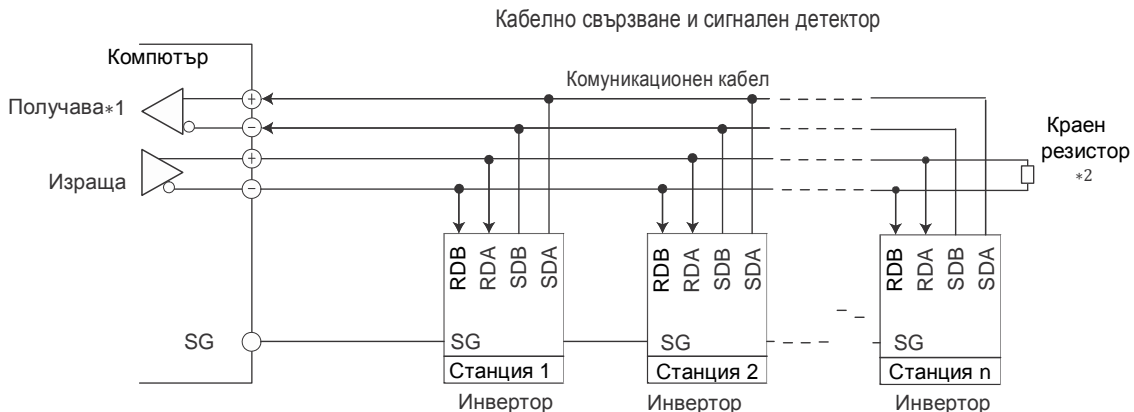 Кабелно свързване и сигнален детектор
Компютър
Комуникационен кабел
Получава*1
+
−
Краен
резистор
*2
+
Изращa
−
RDB RDA SDB SDA
RDB RDA SDB SDA
RDB RDA SDB SDA
SG
SG
SG
SG
Станция 1
Станция 2
Станция n
Инвертор
Инвертор
Инвертор